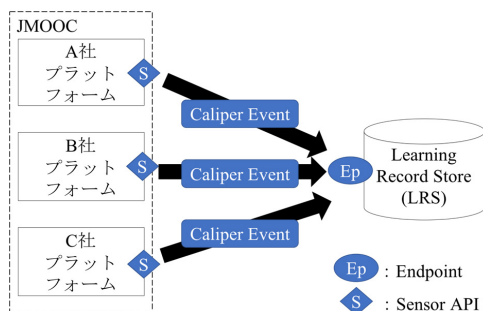 JMOOC
A社
プラット
フォーム
S
Caliper Event
B社
プラット
フォーム
S
Caliper Event
Ep
Learning
Record Store
(LRS)
C社
プラット
フォーム
S
Caliper Event
Ep : Endpoint
S : Sensor API